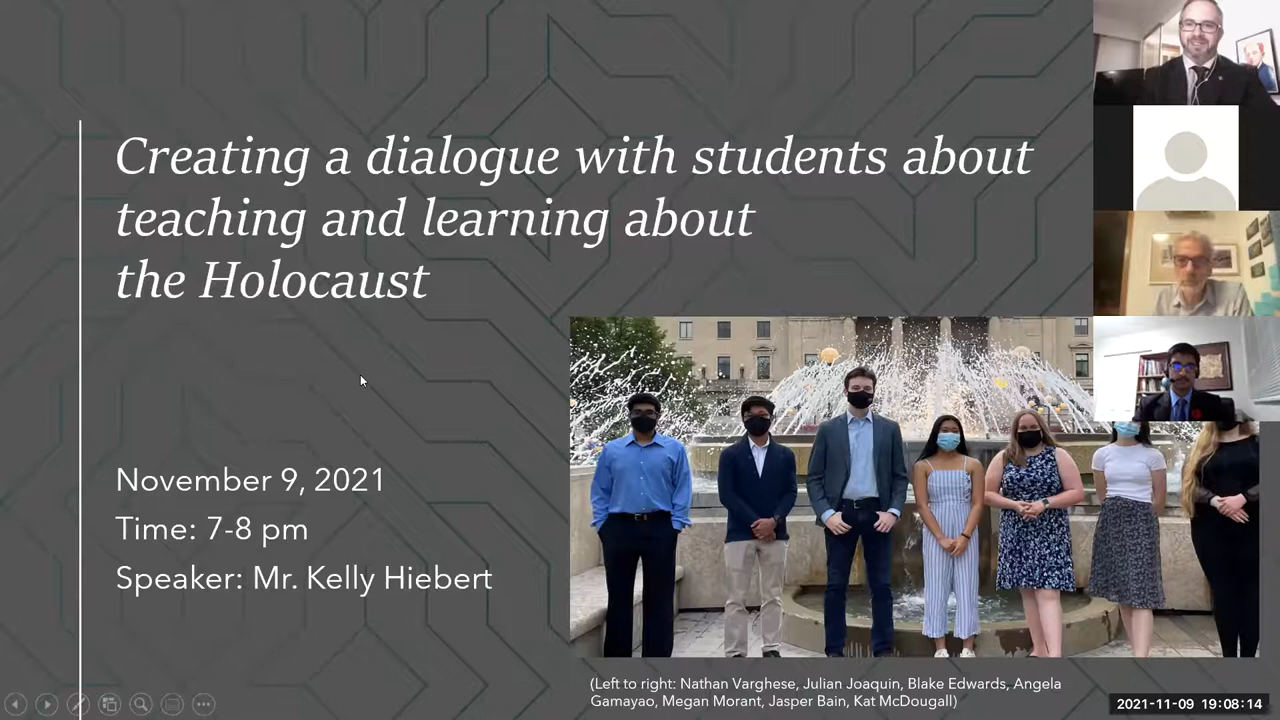 Creating a dialogue with students about
teaching and learning about
the Holocaust
November 9, 2021
Time: 7-8 pm
Speaker: Mr. Kelly Hiebert
(Left to right: Nathan Varghese, Julian Joaquin, Blake Edwards, Angela
Gamayao, Megan Morant, Jasper Bain, Kat McDougall)
2021-11-09 19:08:14